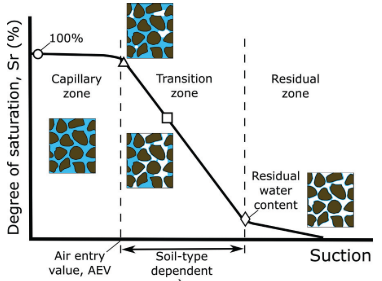 Degree of saturation, Sr (%)
100%
Capillary
zone
Transition
zone
Residual
zone
Residual
water
content
Air entry
value, AEV
Soil-type
dependent
Suction